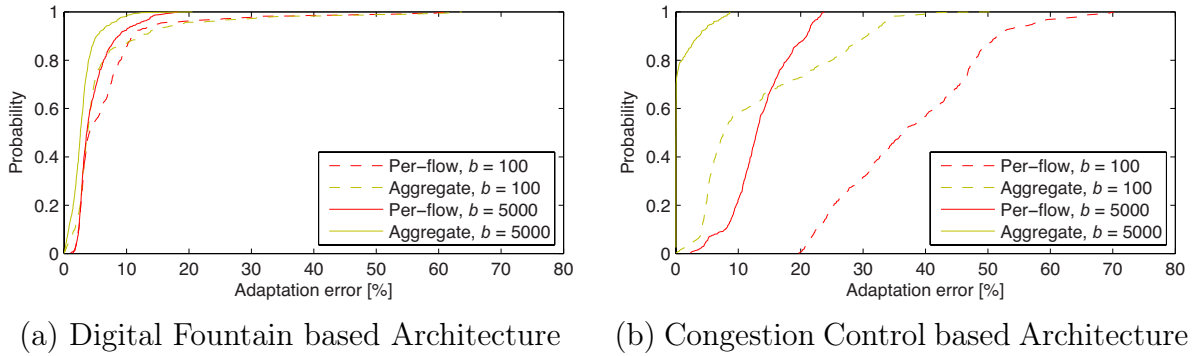 1
0.8
0.6
0.4
0.2
0
Probability
0 10 20 30 40 50 60 70 80
Adaptation error [%]
Per-flow, b = 100
Aggregate, b = 100
Per-flow, b = 5000
Aggregate, b = 5000
(a) Digital Fountain based Architecture
1
0.8
0.6
0.4
0.2
0
Probability
0 10 20 30 40 50 60 70 80
Adaptation error [%]
Per-flow, b = 100
Aggregate, b = 100
Per-flow, b = 5000
Aggregate, b = 5000
(b) Congestion Control based Architecture